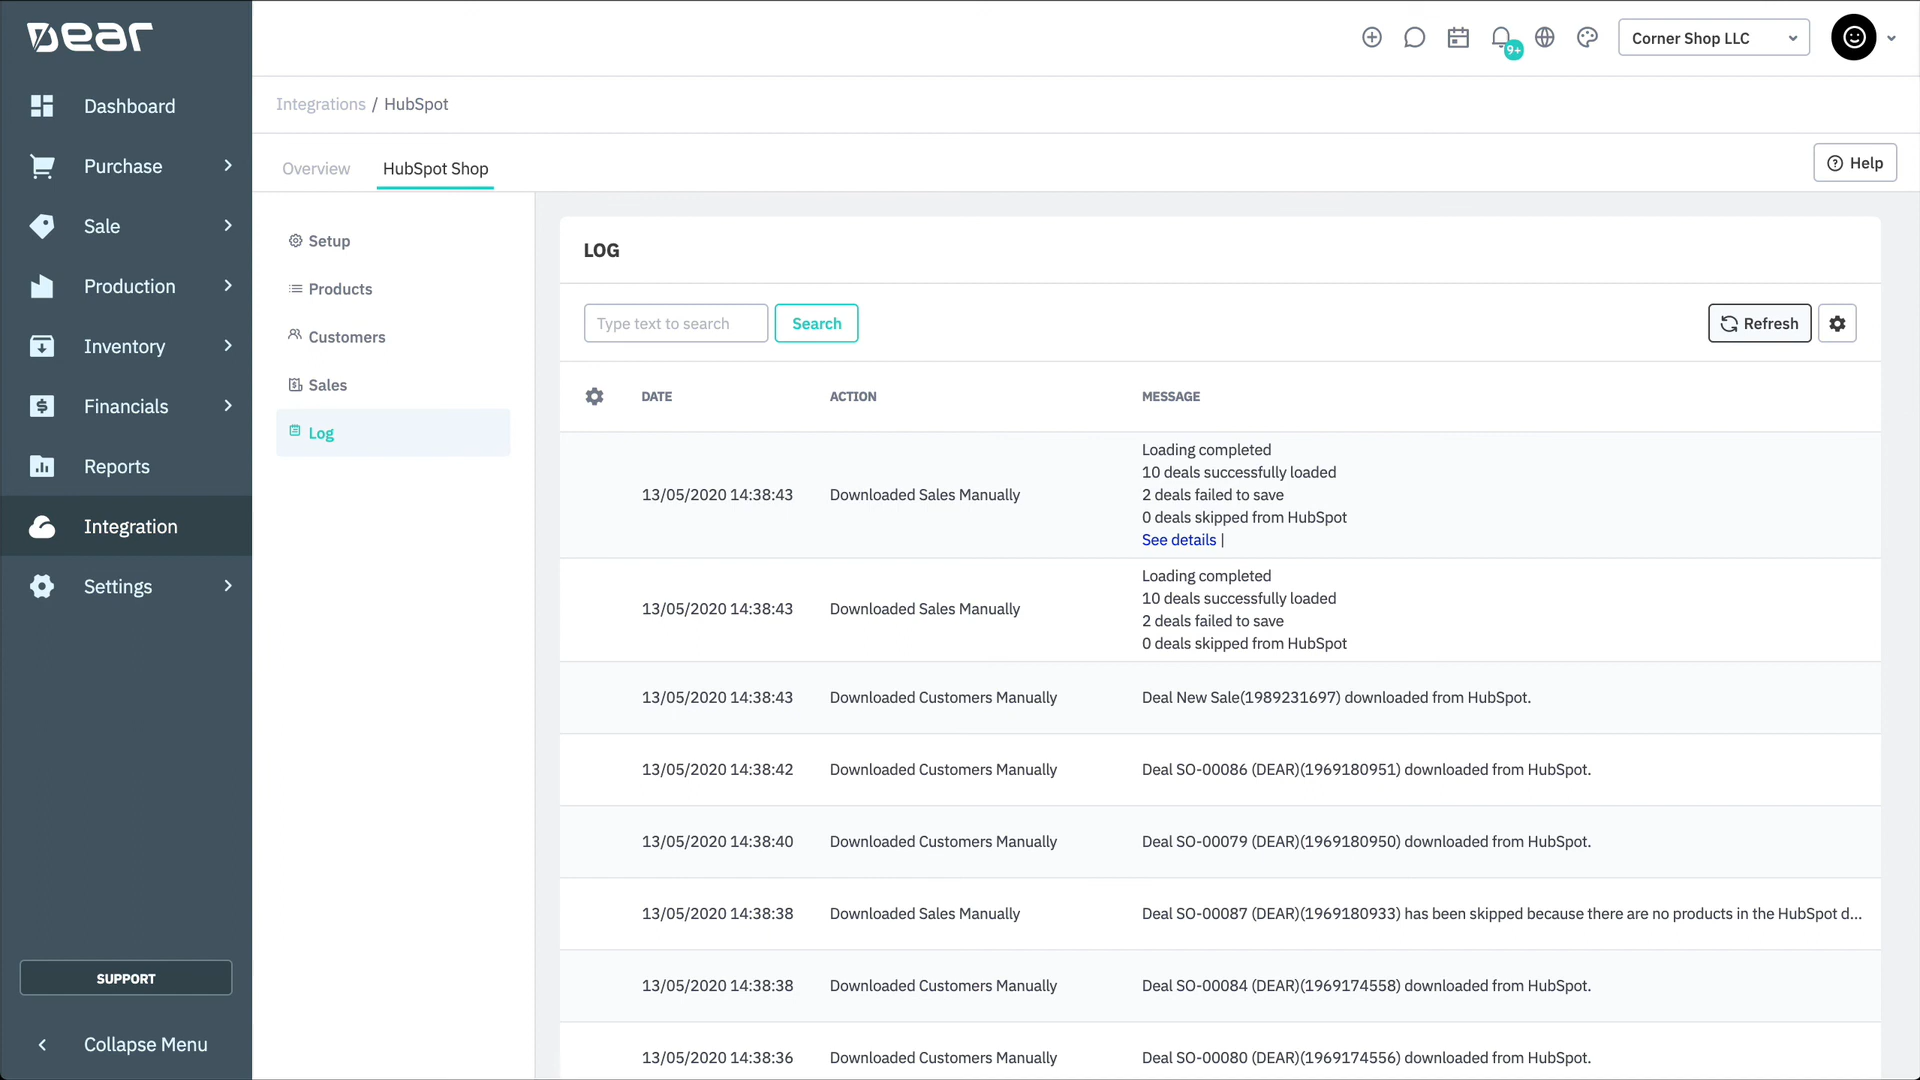 Dear
9+
Corner Shop LLC
Dashboard
Purchase
Sale
Production
Inventory
Financials
Reports
Integration
Settings
SUPPORT
Collapse Menu
Integrations / HubSpot
Overview
HubSpot Shop
Help
Setup
Products
Customers
Sales
Log
LOG
Type text to search
Search
Refresh
DATE ACTION MESSAGE
Loading completed
10 deals successfully loaded
13/05/2020 14:38:43 Downloaded Sales Manually 2 deals failed to save
0 deals skipped from HubSpot
See details |
Loading completed
10 deals successfully loaded
13/05/2020 14:38:43 Downloaded Sales Manually 2 deals failed to save
0 deals skipped from HubSpot
13/05/2020 14:38:43 Downloaded Customers Manually Deal New Sale(1989231697) downloaded from HubSpot.
13/05/2020 14:38:42 Downloaded Customers Manually Deal SO-00086 (DEAR)(1969180951) downloaded from HubSpot.
13/05/2020 14:38:40 Downloaded Customers Manually Deal SO-00079 (DEAR)(1969180950) downloaded from HubSpot.
13/05/2020 14:38:38 Downloaded Sales Manually Deal SO-00087 (DEAR)(1969180933) has been skipped because there are no products in the HubSpot d...
13/05/2020 14:38:38 Downloaded Customers Manually Deal SO-00084 (DEAR)(1969174558) downloaded from HubSpot.
13/05/2020 14:38:36 Downloaded Customers Manually Deal SO-00080 (DEAR)(1969174556) downloaded from HubSpot.